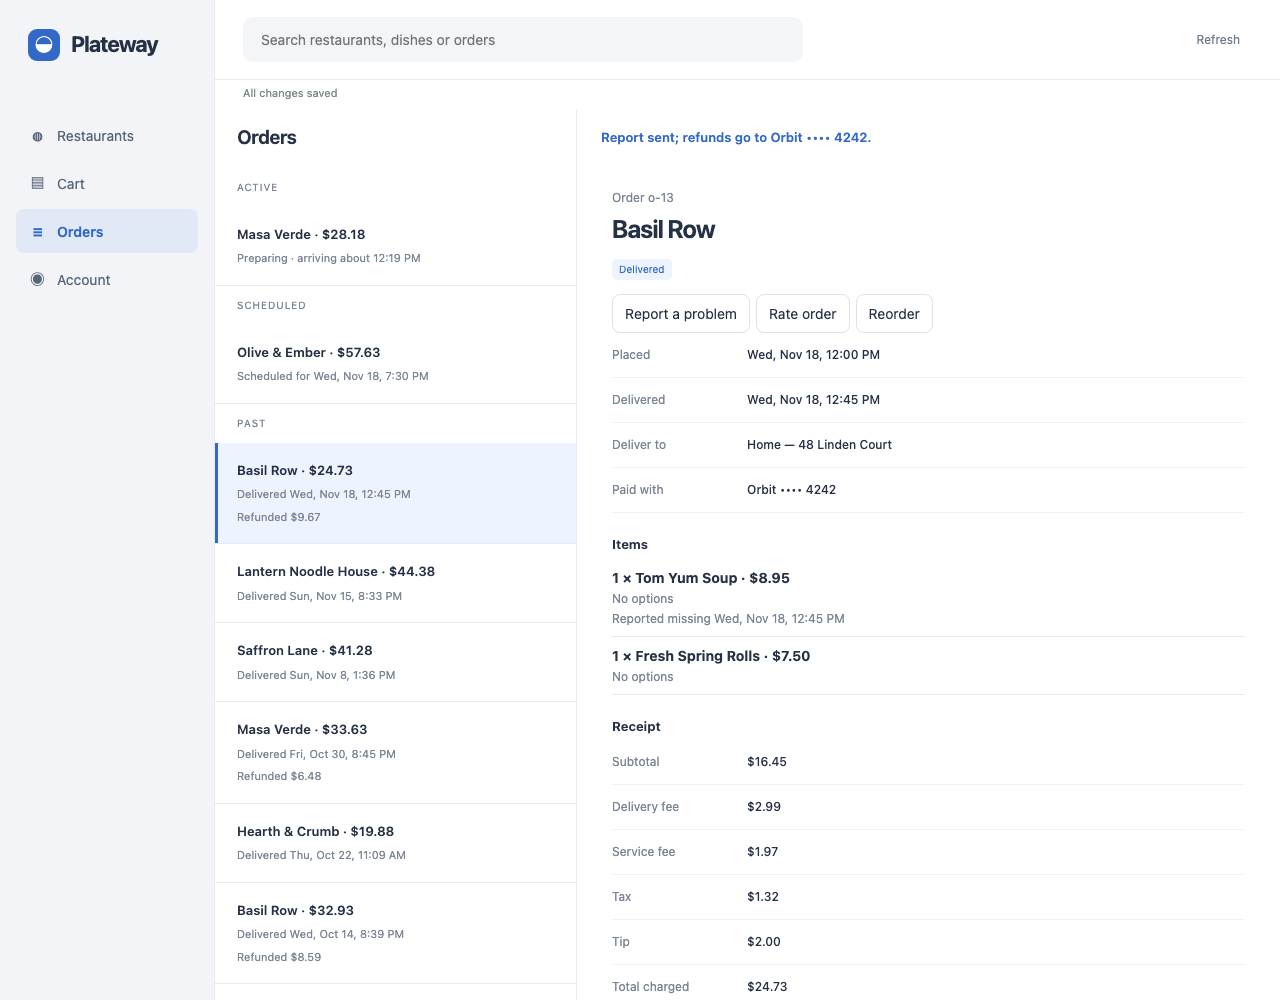 Plateway
Restaurants
Cart
Orders
Account
Search restaurants, dishes or orders
Refresh
All changes saved
Orders
ACTIVE
Masa Verde · $28.18
Preparing · arriving about 12:19 PM
SCHEDULED
Olive & Ember · $57.63
Scheduled for Wed, Nov 18, 7:30 PM
PAST
Basil Row · $24.73
Delivered Wed, Nov 18, 12:45 PM
Refunded $9.67
Lantern Noodle House · $44.38
Delivered Sun, Nov 15, 8:33 PM
Saffron Lane · $41.28
Delivered Sun, Nov 8, 1:36 PM
Masa Verde · $33.63
Delivered Fri, Oct 30, 8:45 PM
Refunded $6.48
Hearth & Crumb · $19.88
Delivered Thu, Oct 22, 11:09 AM
Basil Row · $32.93
Delivered Wed, Oct 14, 8:39 PM
Refunded $8.59
Report sent; refunds go to Orbit •••• 4242.
Order o-13
Basil Row
Delivered
Report a problem
Rate order
Reorder
Placed Wed, Nov 18, 12:00 PM
Delivered Wed, Nov 18, 12:45 PM
Deliver to Home — 48 Linden Court
Paid with Orbit •••• 4242
Items
1 × Tom Yum Soup · $8.95
No options
Reported missing Wed, Nov 18, 12:45 PM
1 × Fresh Spring Rolls · $7.50
No options
Receipt
Subtotal $16.45
Delivery fee $2.99
Service fee $1.97
Tax $1.32
Tip $2.00
Total charged $24.73